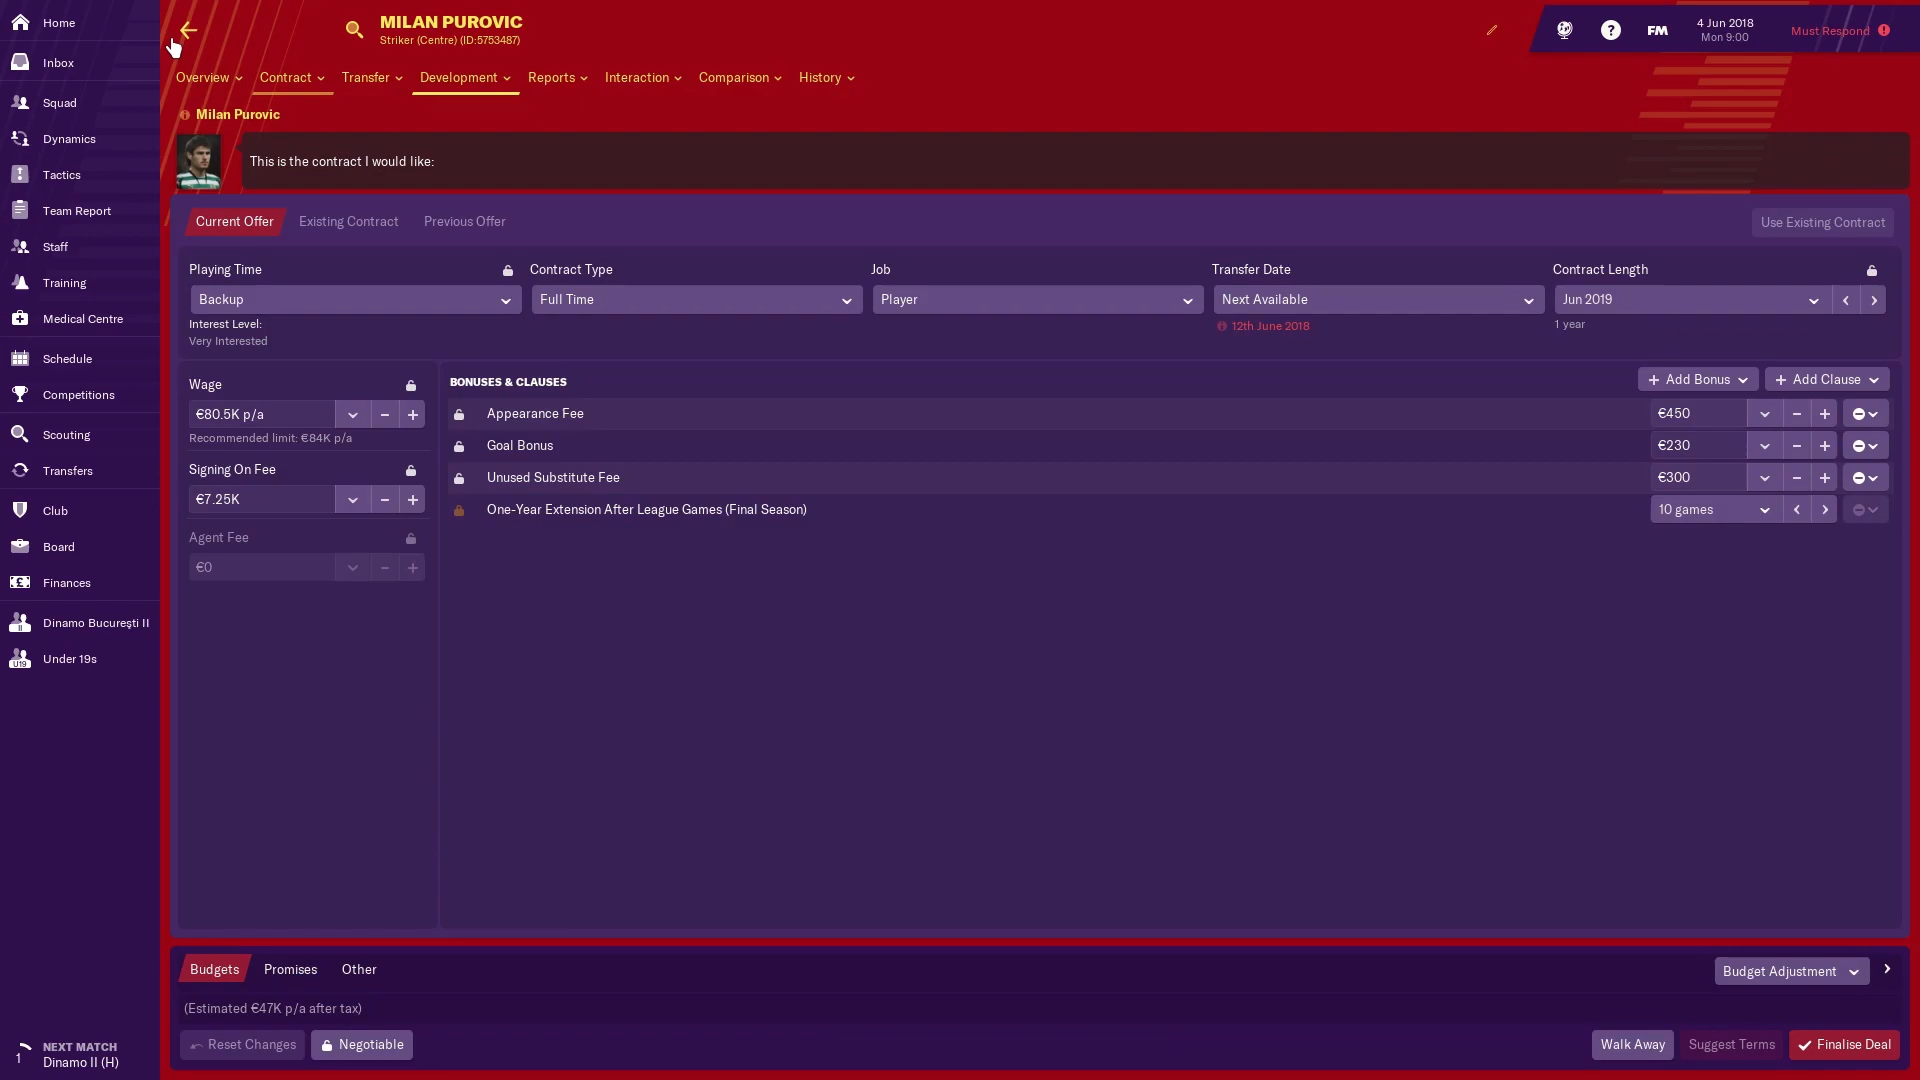 Home
Inbox
Squad
Dynamics
Tactics
Team Report
Staff
Training
Medical Centre
Schedule
Competitions
Scouting
Transfers
Club
Board
Finances
II
Dinamo București II
U19
Under 19s
1
NEXT MATCH
Dinamo II (H)
MILAN PUROVIC
Striker (Centre) (ID:5753487)
FM
4 Jun 2018
Mon 9:00
Must Respond
Overview Contract Transfer Development Reports Interaction Comparison History
Milan Purovic
This is the contract I would like:
Current Offer Existing Contract Previous Offer Use Existing Contract
Playing Time Contract Type Job Transfer Date Contract Length
Backup Full Time Player Next Available Jun 2019
Interest Level: 12th June 2018 1 year
Very Interested
Wage
€80.5K p/a
Recommended limit: €84K p/a
Signing On Fee
€7.25K
Agent Fee
€0
BONUSES & CLAUSES Add Bonus Add Clause
Appearance Fee €450
Goal Bonus €230
Unused Substitute Fee €300
One-Year Extension After League Games (Final Season) 10 games
Budgets Promises Other Budget Adjustment
(Estimated €47K p/a after tax)
Reset Changes Negotiable Walk Away Suggest Terms Finalise Deal